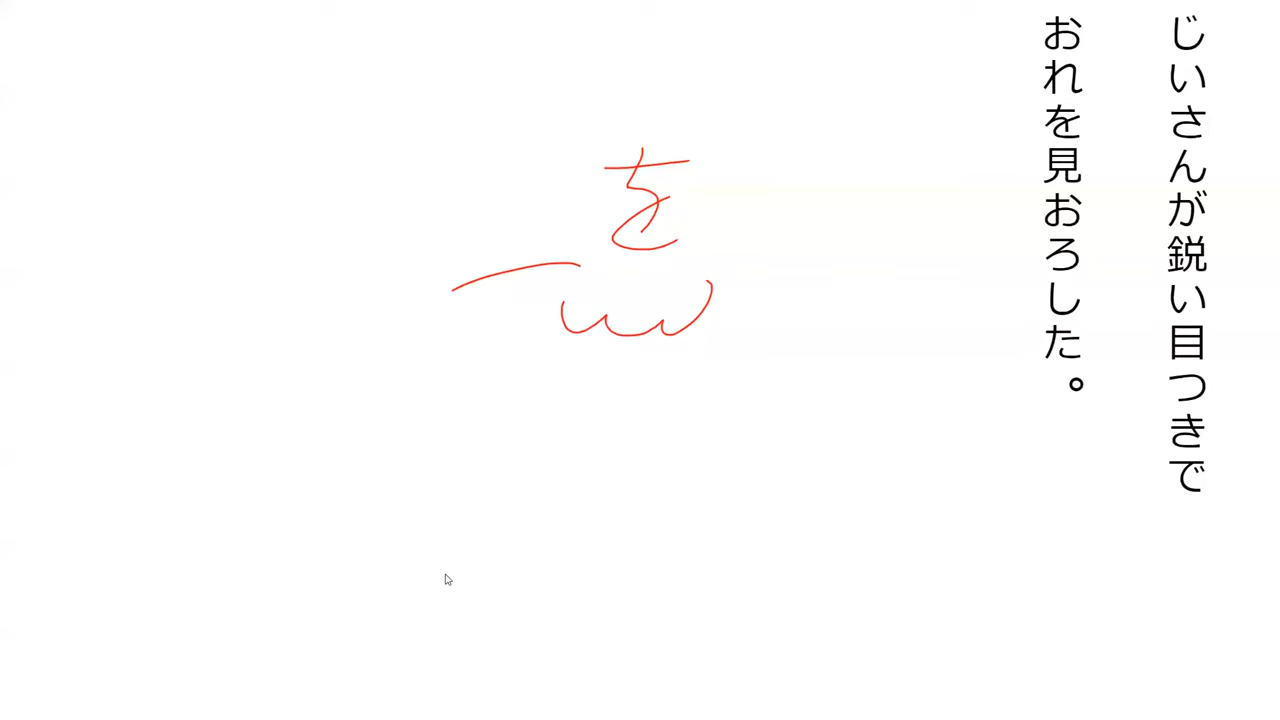 じいさんが鋭い目つきで
おれを見おろした。
を